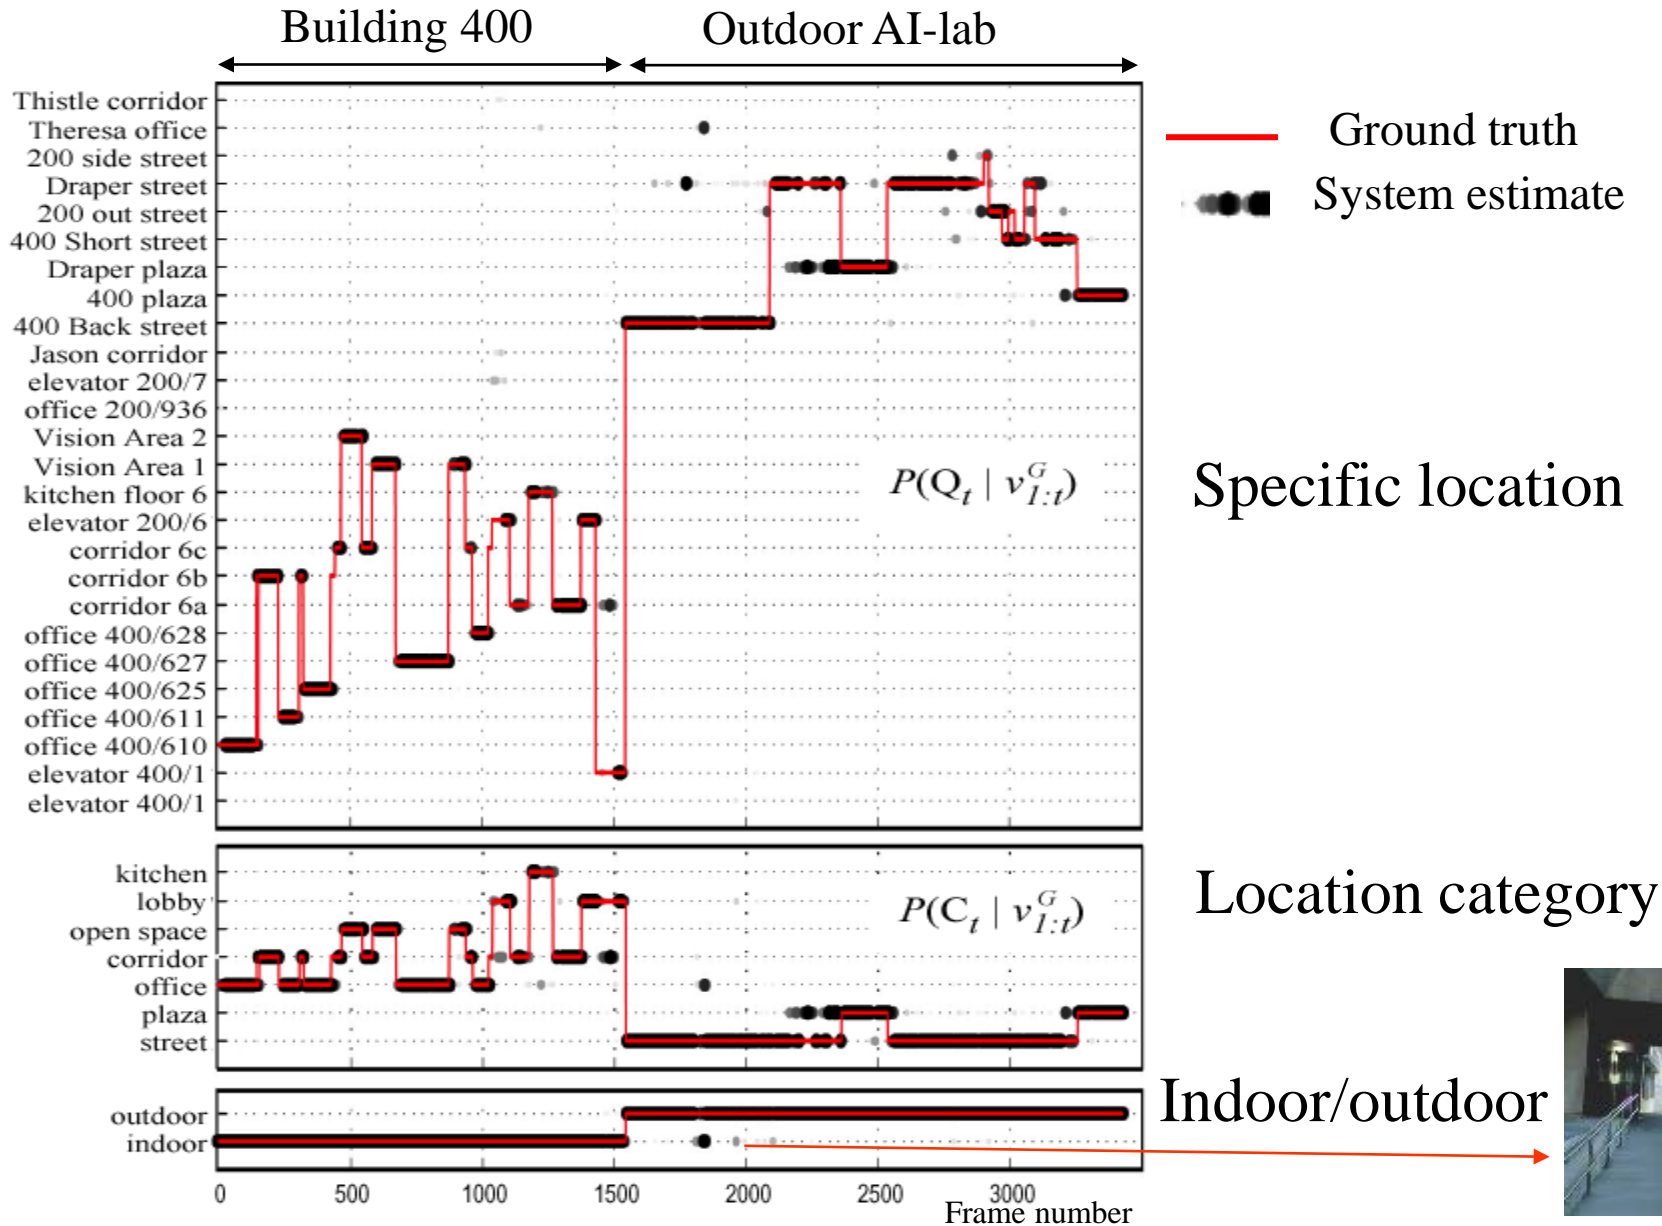 Building 400
Outdoor AI-lab
Thistle corridor
Theresa office
200 side street
Draper street
200 out street
400 Short street
Draper plaza
400 plaza
400 Back street
Jason corridor
elevator 200/7
office 200/936
Vision Area 2
Vision Area 1
kitchen floor 6
elevator 200/6
corridor 6c
corridor 6b
corridor 6a
office 400/628
office 400/627
office 400/625
office 400/611
office 400/610
elevator 400/1
elevator 400/1
P(Q_t | v^G_{1:t})
Ground truth
System estimate
Specific location
kitchen
lobby
open space
corridor
office
plaza
street
P(C_t | v^G_{1:t})
Location category
outdoor
indoor
Indoor/outdoor
0 500 1000 1500 2000 2500 3000
Frame number